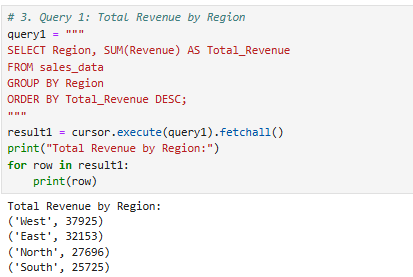 # 3. Query 1: Total Revenue by Region
query1 = """
SELECT Region, SUM(Revenue) AS Total_Revenue
FROM sales_data
GROUP BY Region
ORDER BY Total_Revenue DESC;
"""
result1 = cursor.execute(query1).fetchall()
print("Total Revenue by Region:")
for row in result1:
    print(row)
Total Revenue by Region:
('West', 37925)
('East', 32153)
('North', 27696)
('South', 25725)